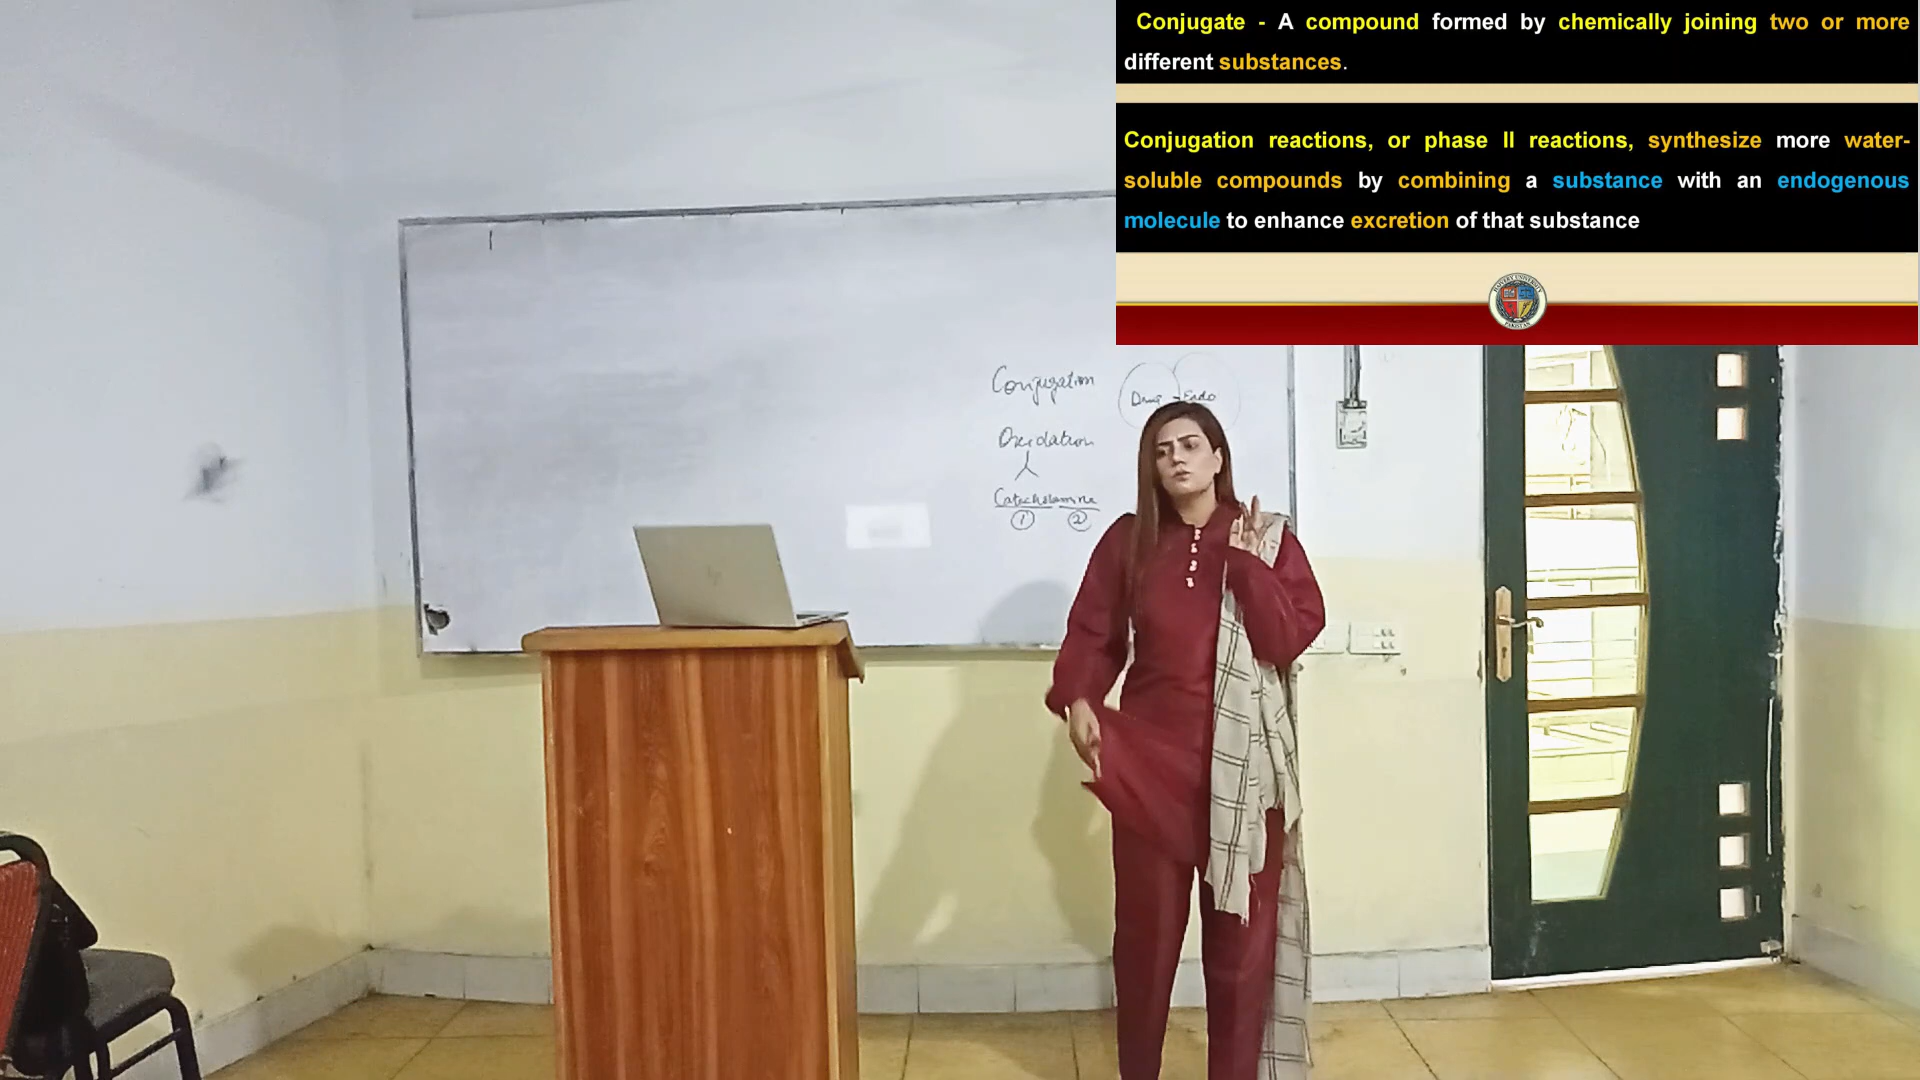 Conjugate - A compound formed by chemically joining two or more
different substances.
Conjugation reactions, or phase II reactions, synthesize more water-
soluble compounds by combining a substance with an endogenous
molecule to enhance excretion of that substance
Conjugation
Drug - Endo
Oxidation
Catecholamine
1 2